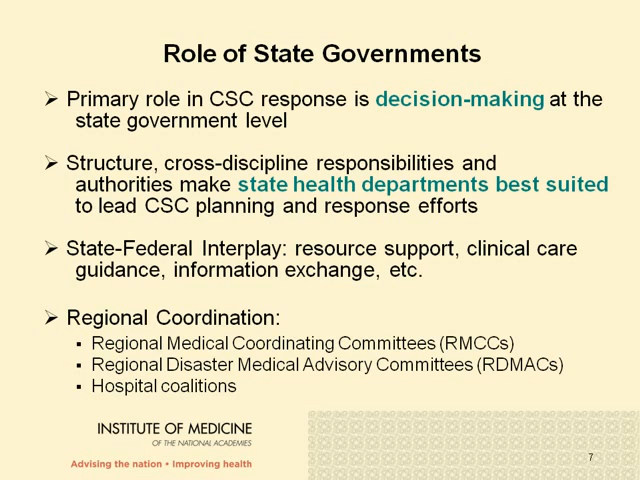 Role of State Governments
➢ Primary role in CSC response is decision-making at the
state government level
➢ Structure, cross-discipline responsibilities and
authorities make state health departments best suited
to lead CSC planning and response efforts
➢ State-Federal Interplay: resource support, clinical care
guidance, information exchange, etc.
➢ Regional Coordination:
▪ Regional Medical Coordinating Committees (RMCCs)
▪ Regional Disaster Medical Advisory Committees (RDMACs)
▪ Hospital coalitions
INSTITUTE OF MEDICINE
OF THE NATIONAL ACADEMIES
Advising the nation • Improving health
7